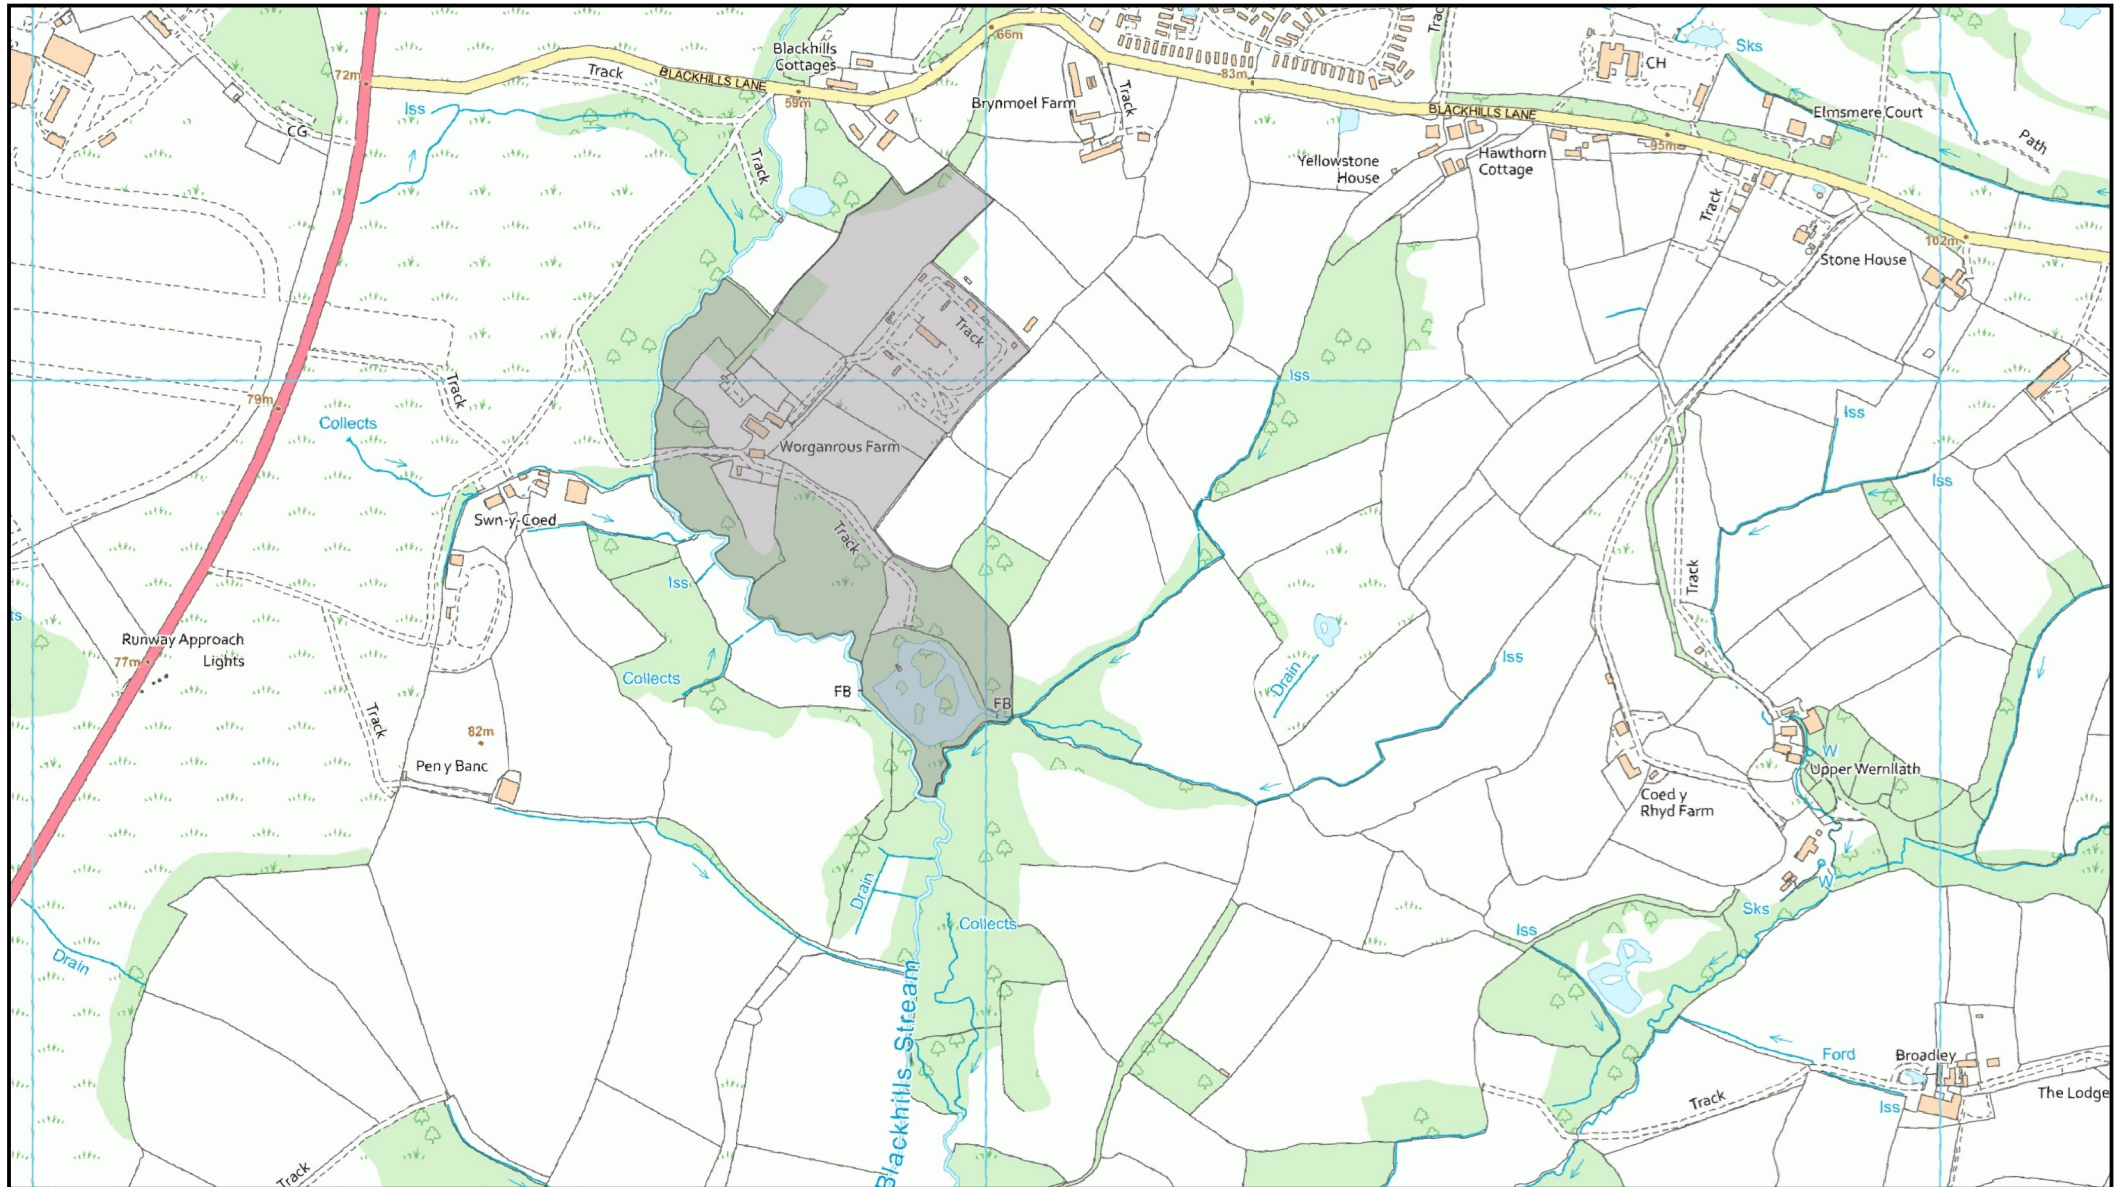 Blackhills
Cottages
66m
Track
Sks
CH
72m
Track
BLACKHILLS LANE
59m
Brynmoel Farm
Track
83m
BLACKHILLS LANE
Elmsmere Court
Iss
CG
Track
Yellowstone
House
Hawthorn
Cottage
95m
Path
Track
102m
Stone House
Track
Iss
79m
Track
Collects
Iss
Worganrous Farm
Iss
Swn-y-Coed
Track
Iss
Track
ts
Runway Approach
Lights
77m
Collects
FB
FB
Drain
Iss
Track
82m
Pen y Banc
W
Upper Wernllath
Coed y
Rhyd Farm
Drain
W
Sks
Collects
Iss
Drain
Blackhills Stream
Ford
Broadley
The Lodge
Iss
Track
Track